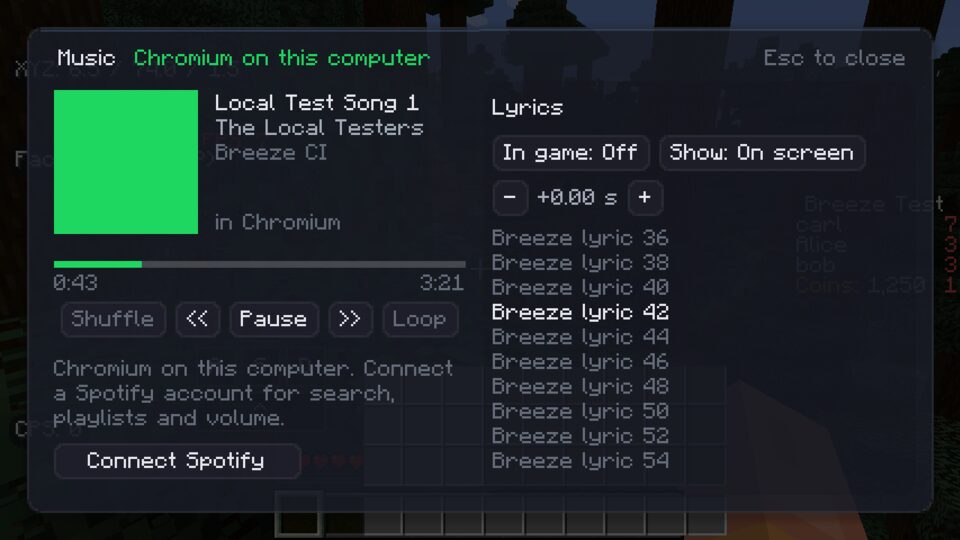 Music Chromium on this computer
Esc to close
Local Test Song 1
The Local Testers
Breeze CI
in Chromium
0:43
3:21
Shuffle
<<
Pause
>>
Loop
Chromium on this computer. Connect
a Spotify account for search,
playlists and volume.
Connect Spotify
Lyrics
In game: Off
Show: On screen
-
+0.00 s
+
Breeze lyric 36
Breeze lyric 38
Breeze lyric 40
Breeze lyric 42
Breeze lyric 44
Breeze lyric 46
Breeze lyric 48
Breeze lyric 50
Breeze lyric 52
Breeze lyric 54
Breeze Test
carl 7
Alice 3
bob 3
Coins: 1,250 1